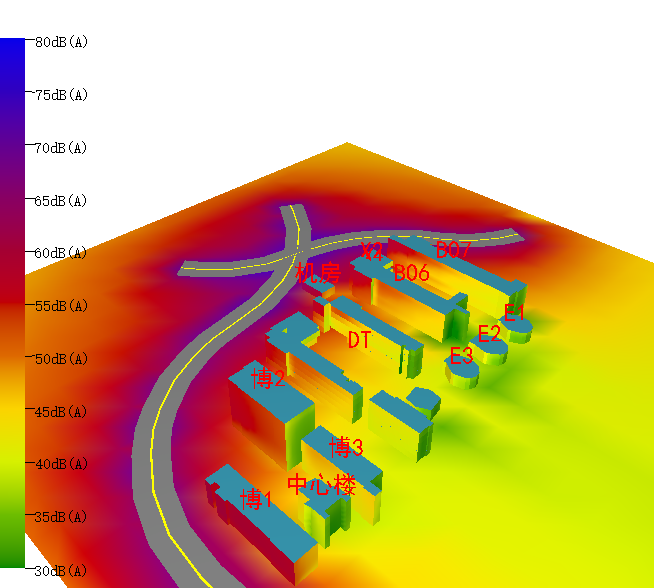 80dB(A)
75dB(A)
70dB(A)
65dB(A)
60dB(A)
55dB(A)
50dB(A)
45dB(A)
40dB(A)
35dB(A)
30dB(A)
B07
机房
B06
E1
E2
DT
E3
博2
博3
中心楼
博1